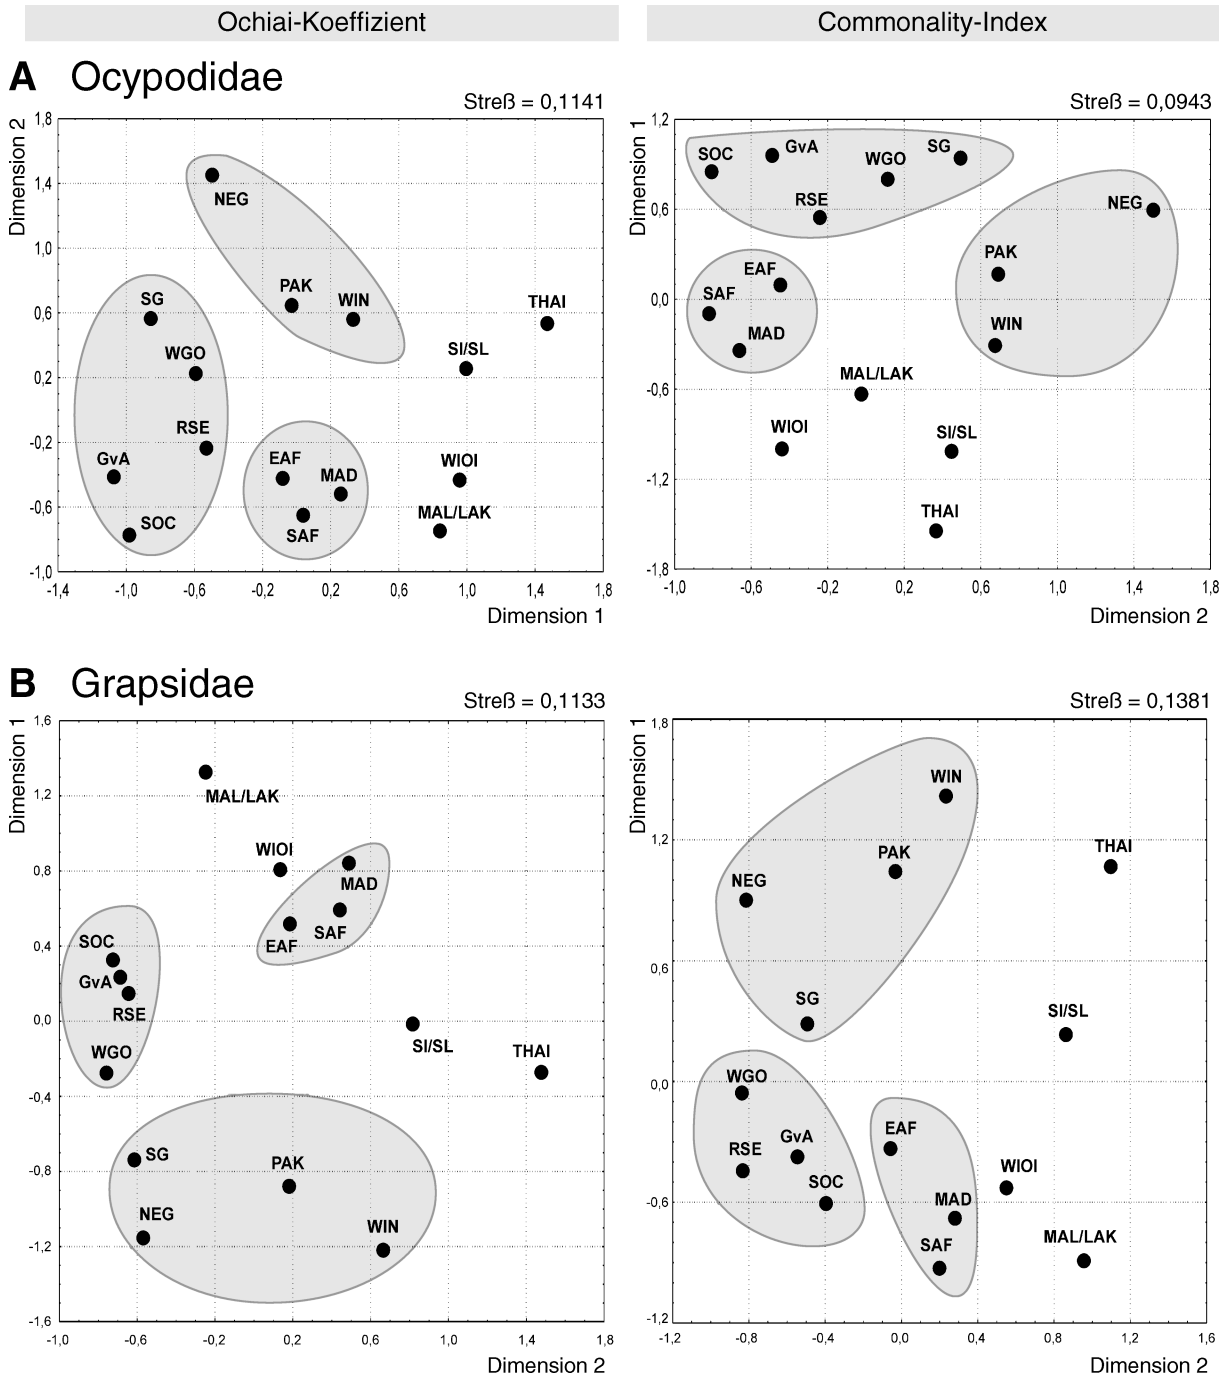 Ochiai-Koeffizient
Commonality-Index
A Ocypodidae
Streß = 0,1141
Dimension 2
1,8
1,4
1,0
0,6
0,2
-0,2
-0,6
-1,0
NEG
PAK
WIN
THAI
SG
WGO
SI/SL
RSE
GvA
EAF
MAD
WIOI
SOC
SAF
MAL/LAK
-1,4 -1,0 -0,6 -0,2 0,2 0,6 1,0 1,4 1,8
Dimension 1
Streß = 0,0943
Dimension 1
1,2
0,6
0,0
-0,6
-1,2
-1,8
SOC
GvA
WGO
SG
RSE
NEG
PAK
EAF
SAF
MAD
WIN
MAL/LAK
WIOI
SI/SL
THAI
-1,0 -0,6 -0,2 0,2 0,6 1,0 1,4 1,8
Dimension 2
B Grapsidae
Streß = 0,1133
Dimension 1
1,6
1,2
0,8
0,4
0,0
-0,4
-0,8
-1,2
-1,6
MAL/LAK
WIOI
MAD
SAF
EAF
SOC
GvA
RSE
WGO
SI/SL
THAI
SG
PAK
NEG
WIN
-1,0 -0,6 -0,2 0,2 0,6 1,0 1,4 1,8
Dimension 2
Streß = 0,1381
Dimension 1
1,8
1,2
0,6
0,0
-0,6
-1,2
WIN
PAK
THAI
NEG
SG
SI/SL
WGO
EAF
GvA
RSE
SOC
WIOI
MAD
SAF
MAL/LAK
-1,2 -0,8 -0,4 0,0 0,4 0,8 1,2 1,6
Dimension 2